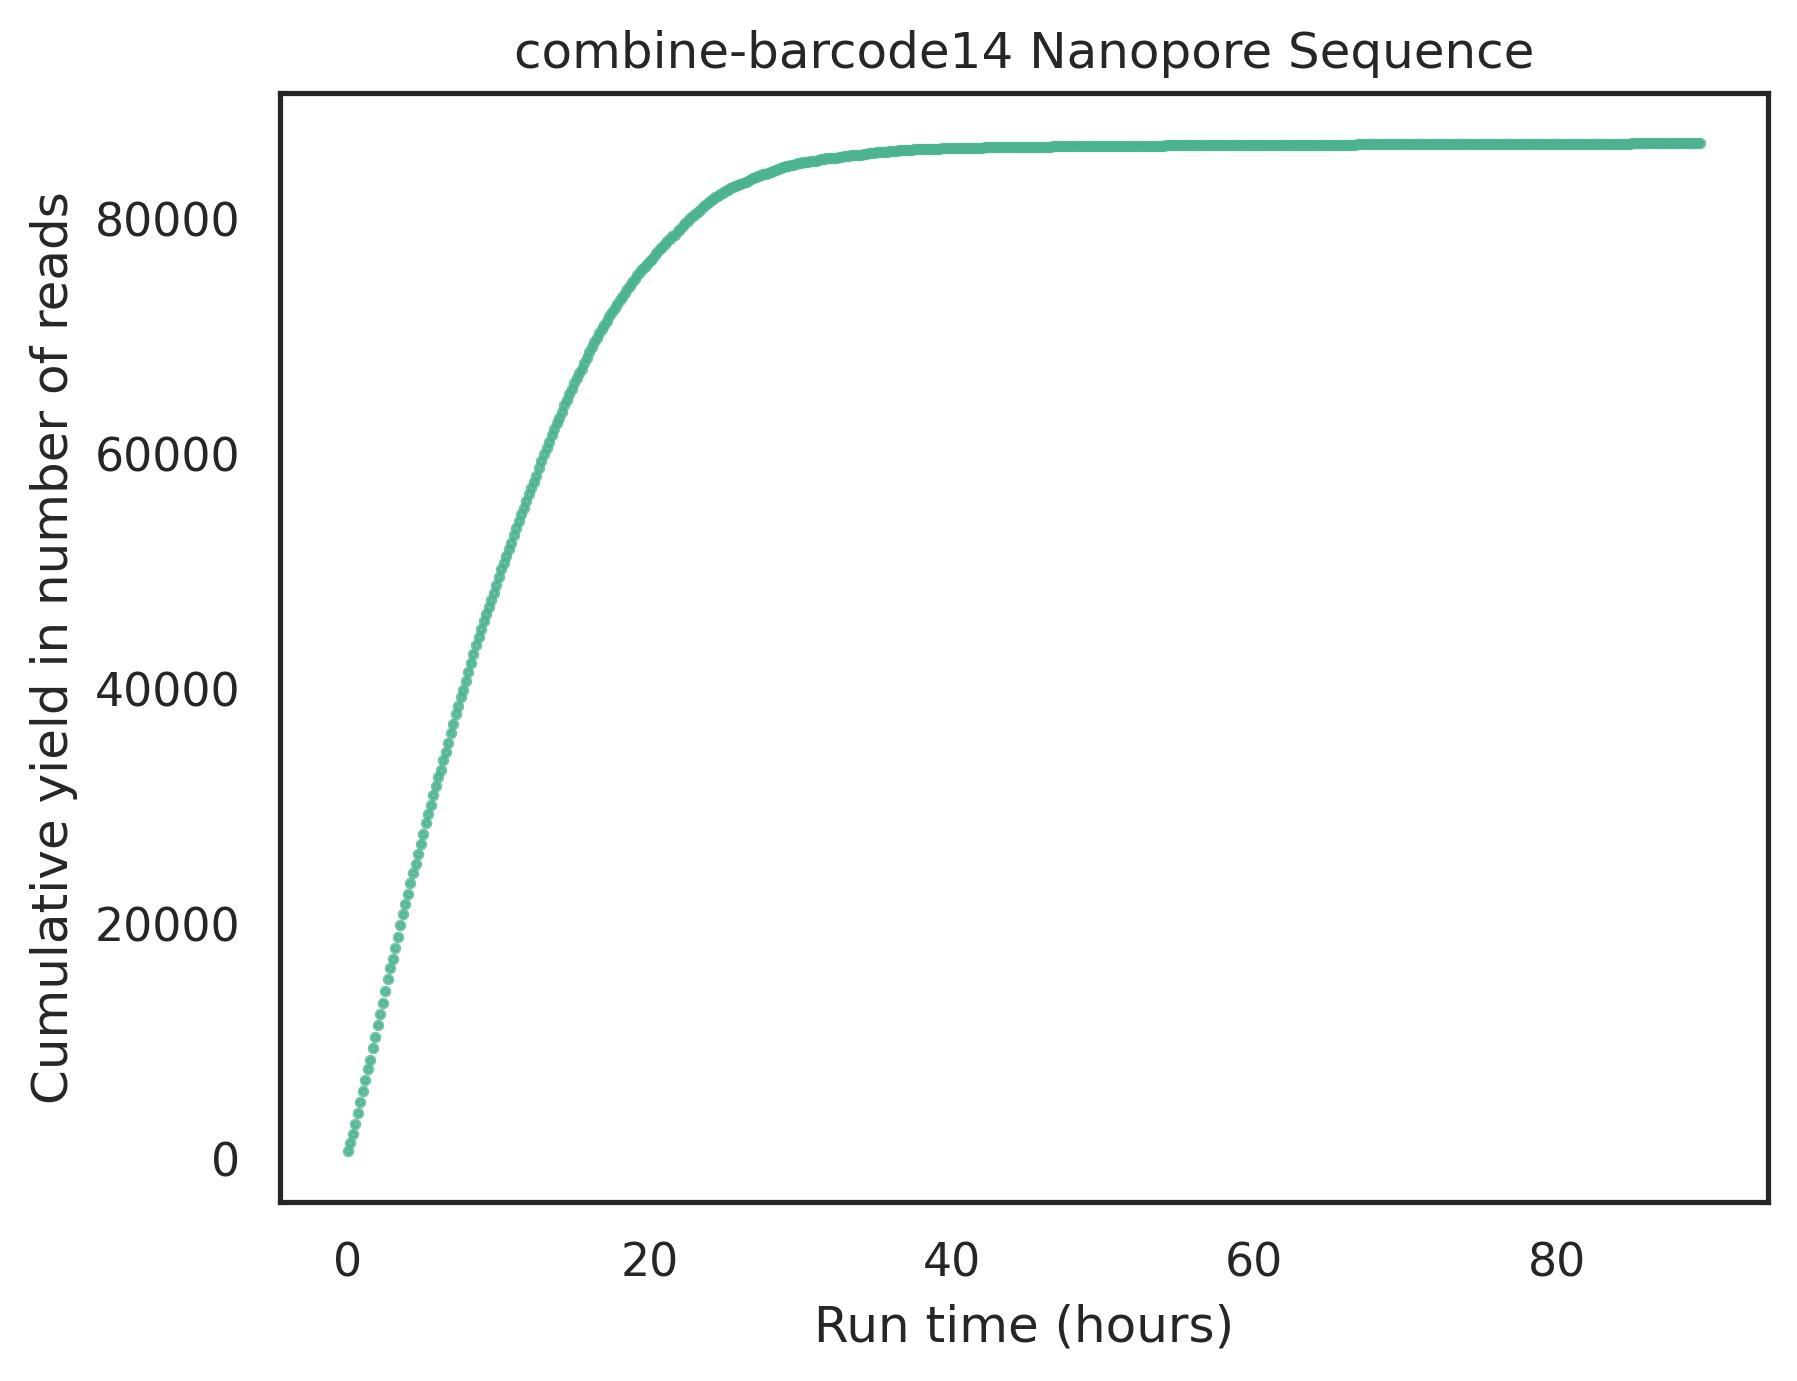 combine-barcode14 Nanopore Sequence
Cumulative yield in number of reads
80000
60000
40000
20000
0
0 20 40 60 80
Run time (hours)